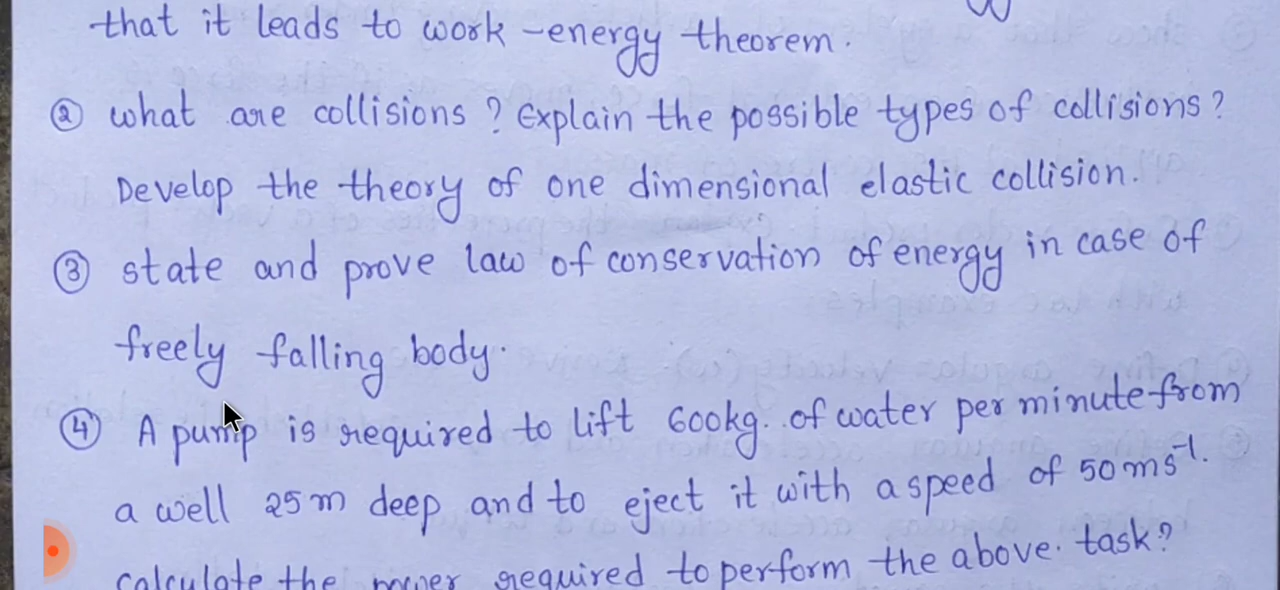 that it leads to work -energy theorem.
② what are collisions ? Explain the possible types of collisions ?
Develop the theory of one dimensional elastic collision.
③ state and prove law of conservation of energy in case of
freely falling body.
④ A pump is required to lift 600kg. of water per minute from
a well 25m deep and to eject it with a speed of 50ms⁻¹.
calculate the power required to perform the above. task?